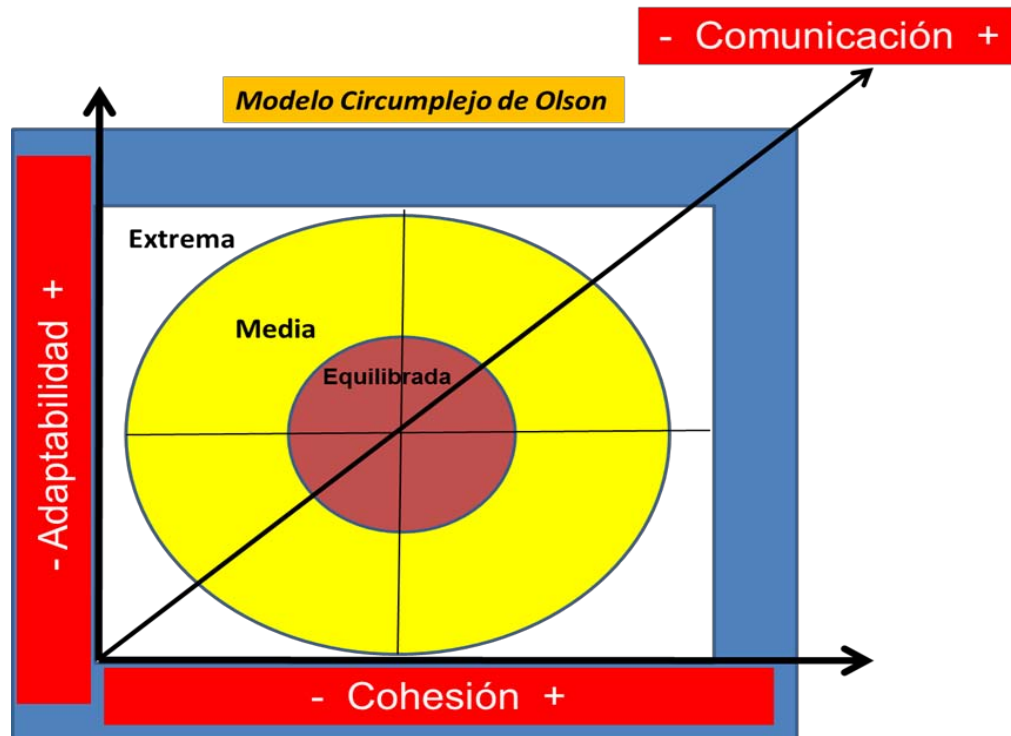 - Comunicación +
Modelo Circumplejo de Olson
Extrema
Media
Equilibrada
- Adaptabilidad +
- Cohesión +